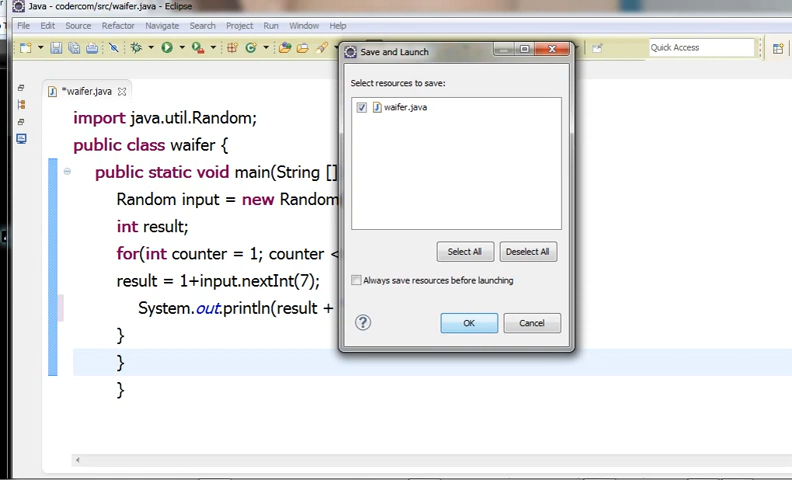 Java - codercom/src/waifer.java - Eclipse
File Edit Source Refactor Navigate Search Project Run Window Help
Quick Access
*waifer.java
import java.util.Random;
public class waifer {
public static void main(String []
Random input = new Random
int result;
for(int counter = 1; counter <
result = 1+input.nextInt(7);
System.out.println(result +
}
}
}
Save and Launch
Select resources to save:
waifer.java
Select All Deselect All
Always save resources before launching
OK Cancel